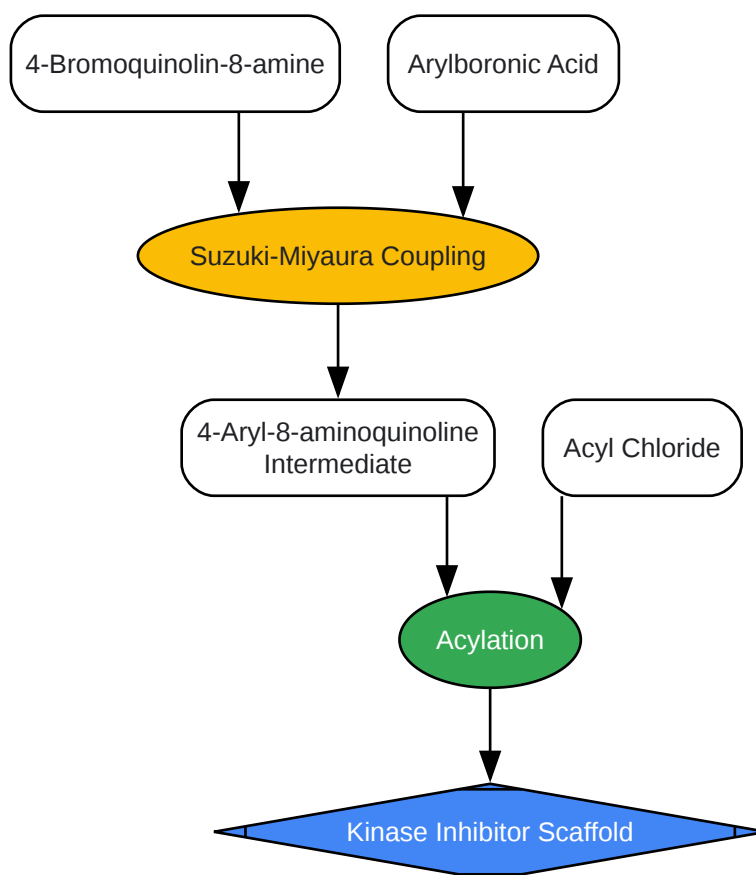 4-Bromoquinolin-8-amine
Arylboronic Acid
Suzuki-Miyaura Coupling
4-Aryl-8-aminoquinoline
Intermediate
Acyl Chloride
Acylation
Kinase Inhibitor Scaffold